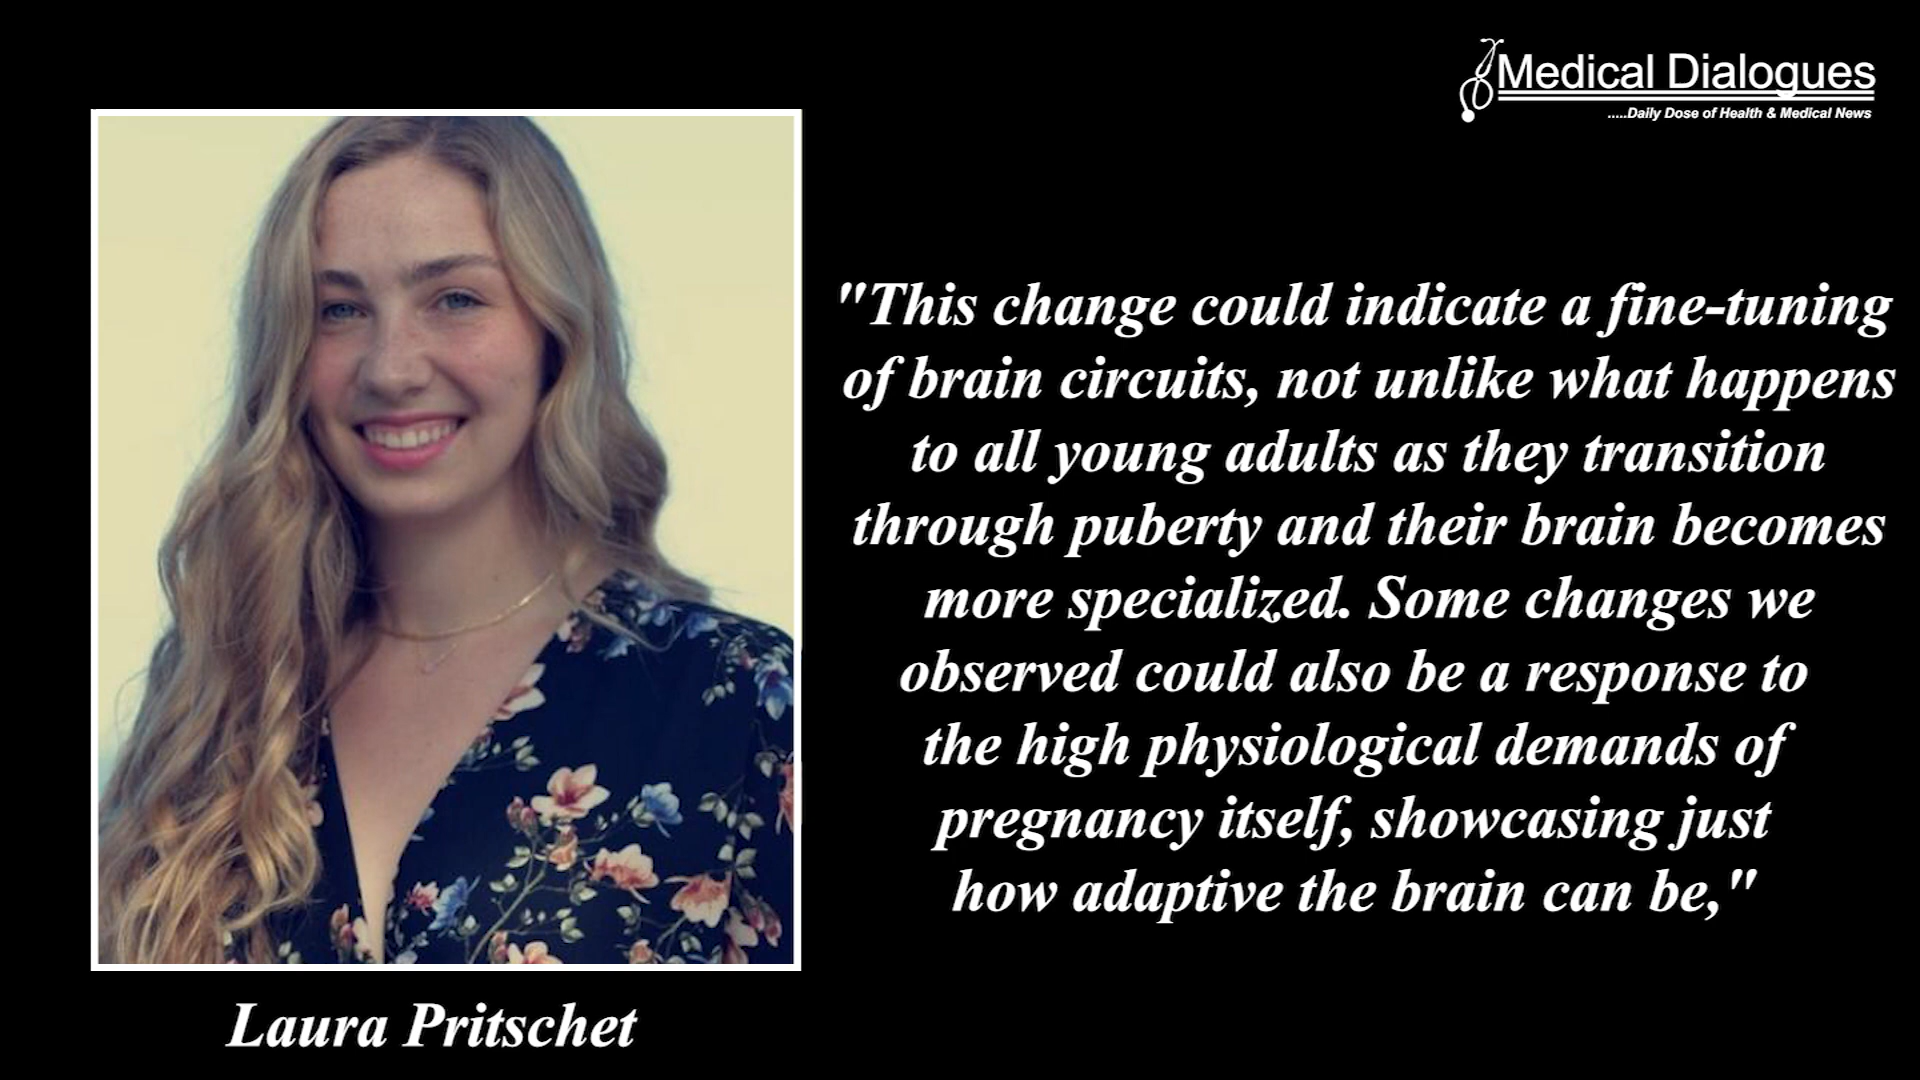 Medical Dialogues
.....Daily Dose of Health & Medical News
"This change could indicate a fine-tuning
of brain circuits, not unlike what happens
to all young adults as they transition
through puberty and their brain becomes
more specialized. Some changes we
observed could also be a response to
the high physiological demands of
pregnancy itself, showcasing just
how adaptive the brain can be,"
Laura Pritschet